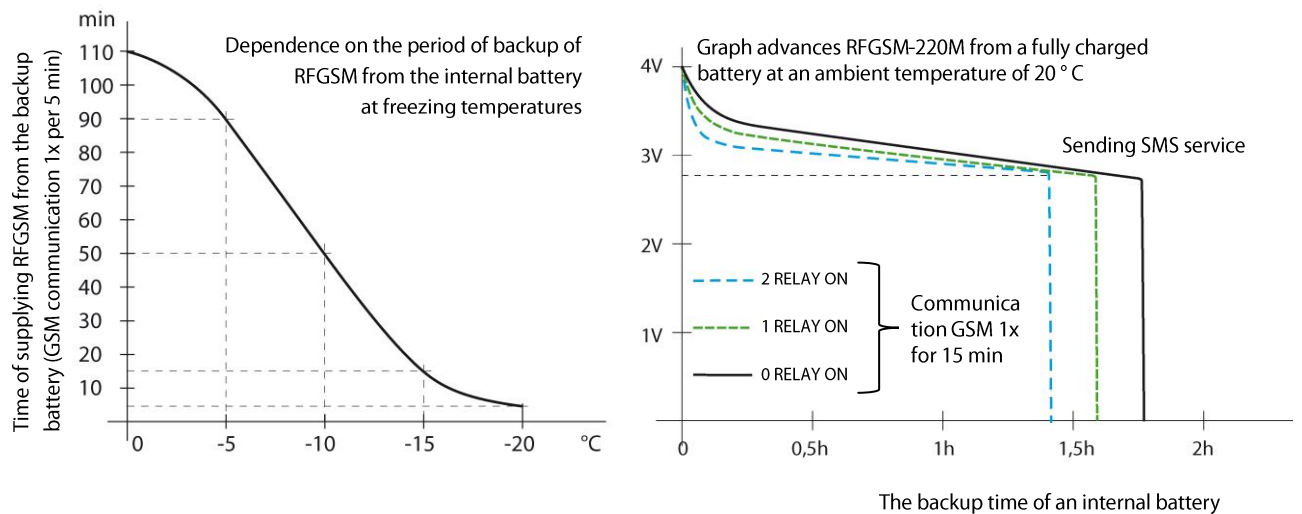 min
Time of supplying RFGSM from the backup
battery (GSM communication 1x per 5 min)
Dependence on the period of backup of
RFGSM from the internal battery
at freezing temperatures
110
100
90
80
70
60
50
40
30
20
10
0 -5 -10 -15 -20 °C
Graph advances RFGSM-220M from a fully charged
battery at an ambient temperature of 20 ° C
4V
3V
2V
1V
Sending SMS service
2 RELAY ON
1 RELAY ON
0 RELAY ON
Communica
tion GSM 1x
for 15 min
0 0,5h 1h 1,5h 2h
The backup time of an internal battery